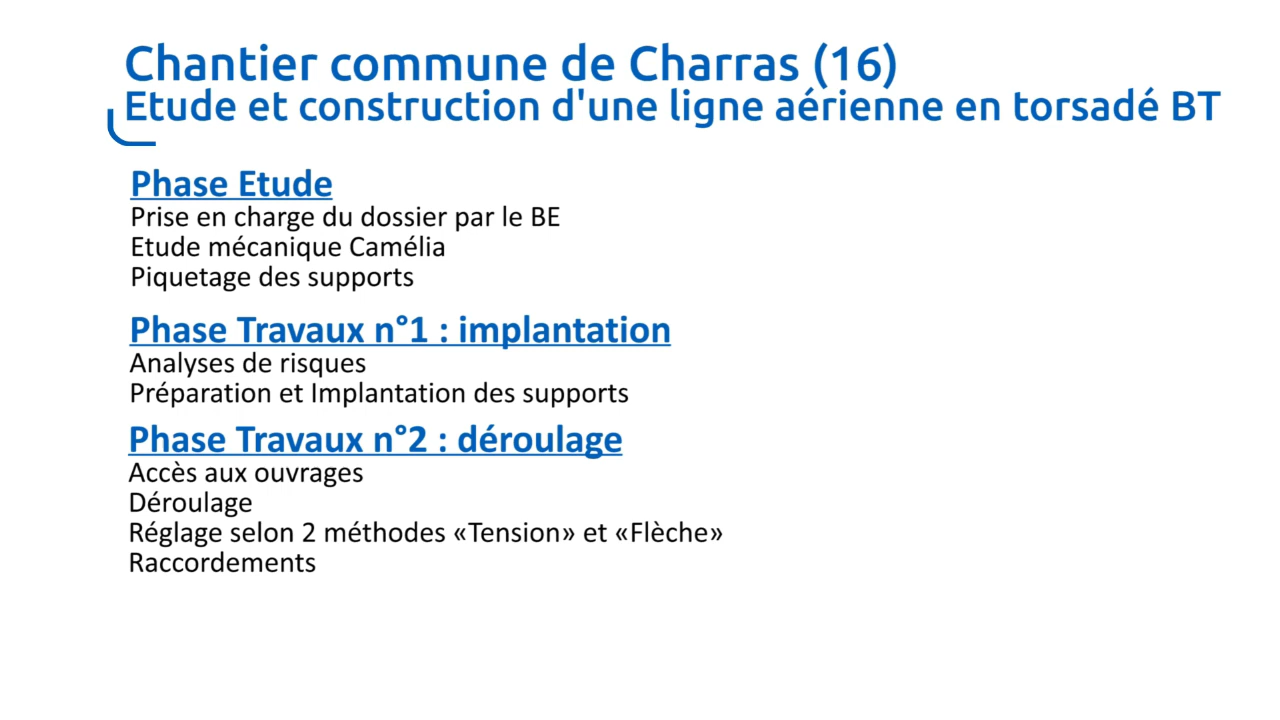 Chantier commune de Charras (16)
Etude et construction d'une ligne aérienne en torsadé BT
Phase Etude
Prise en charge du dossier par le BE
Etude mécanique Camélia
Piquetage des supports
Phase Travaux n°1 : implantation
Analyses de risques
Préparation et Implantation des supports
Phase Travaux n°2 : déroulage
Accès aux ouvrages
Déroulage
Réglage selon 2 méthodes «Tension» et «Flèche»
Raccordements